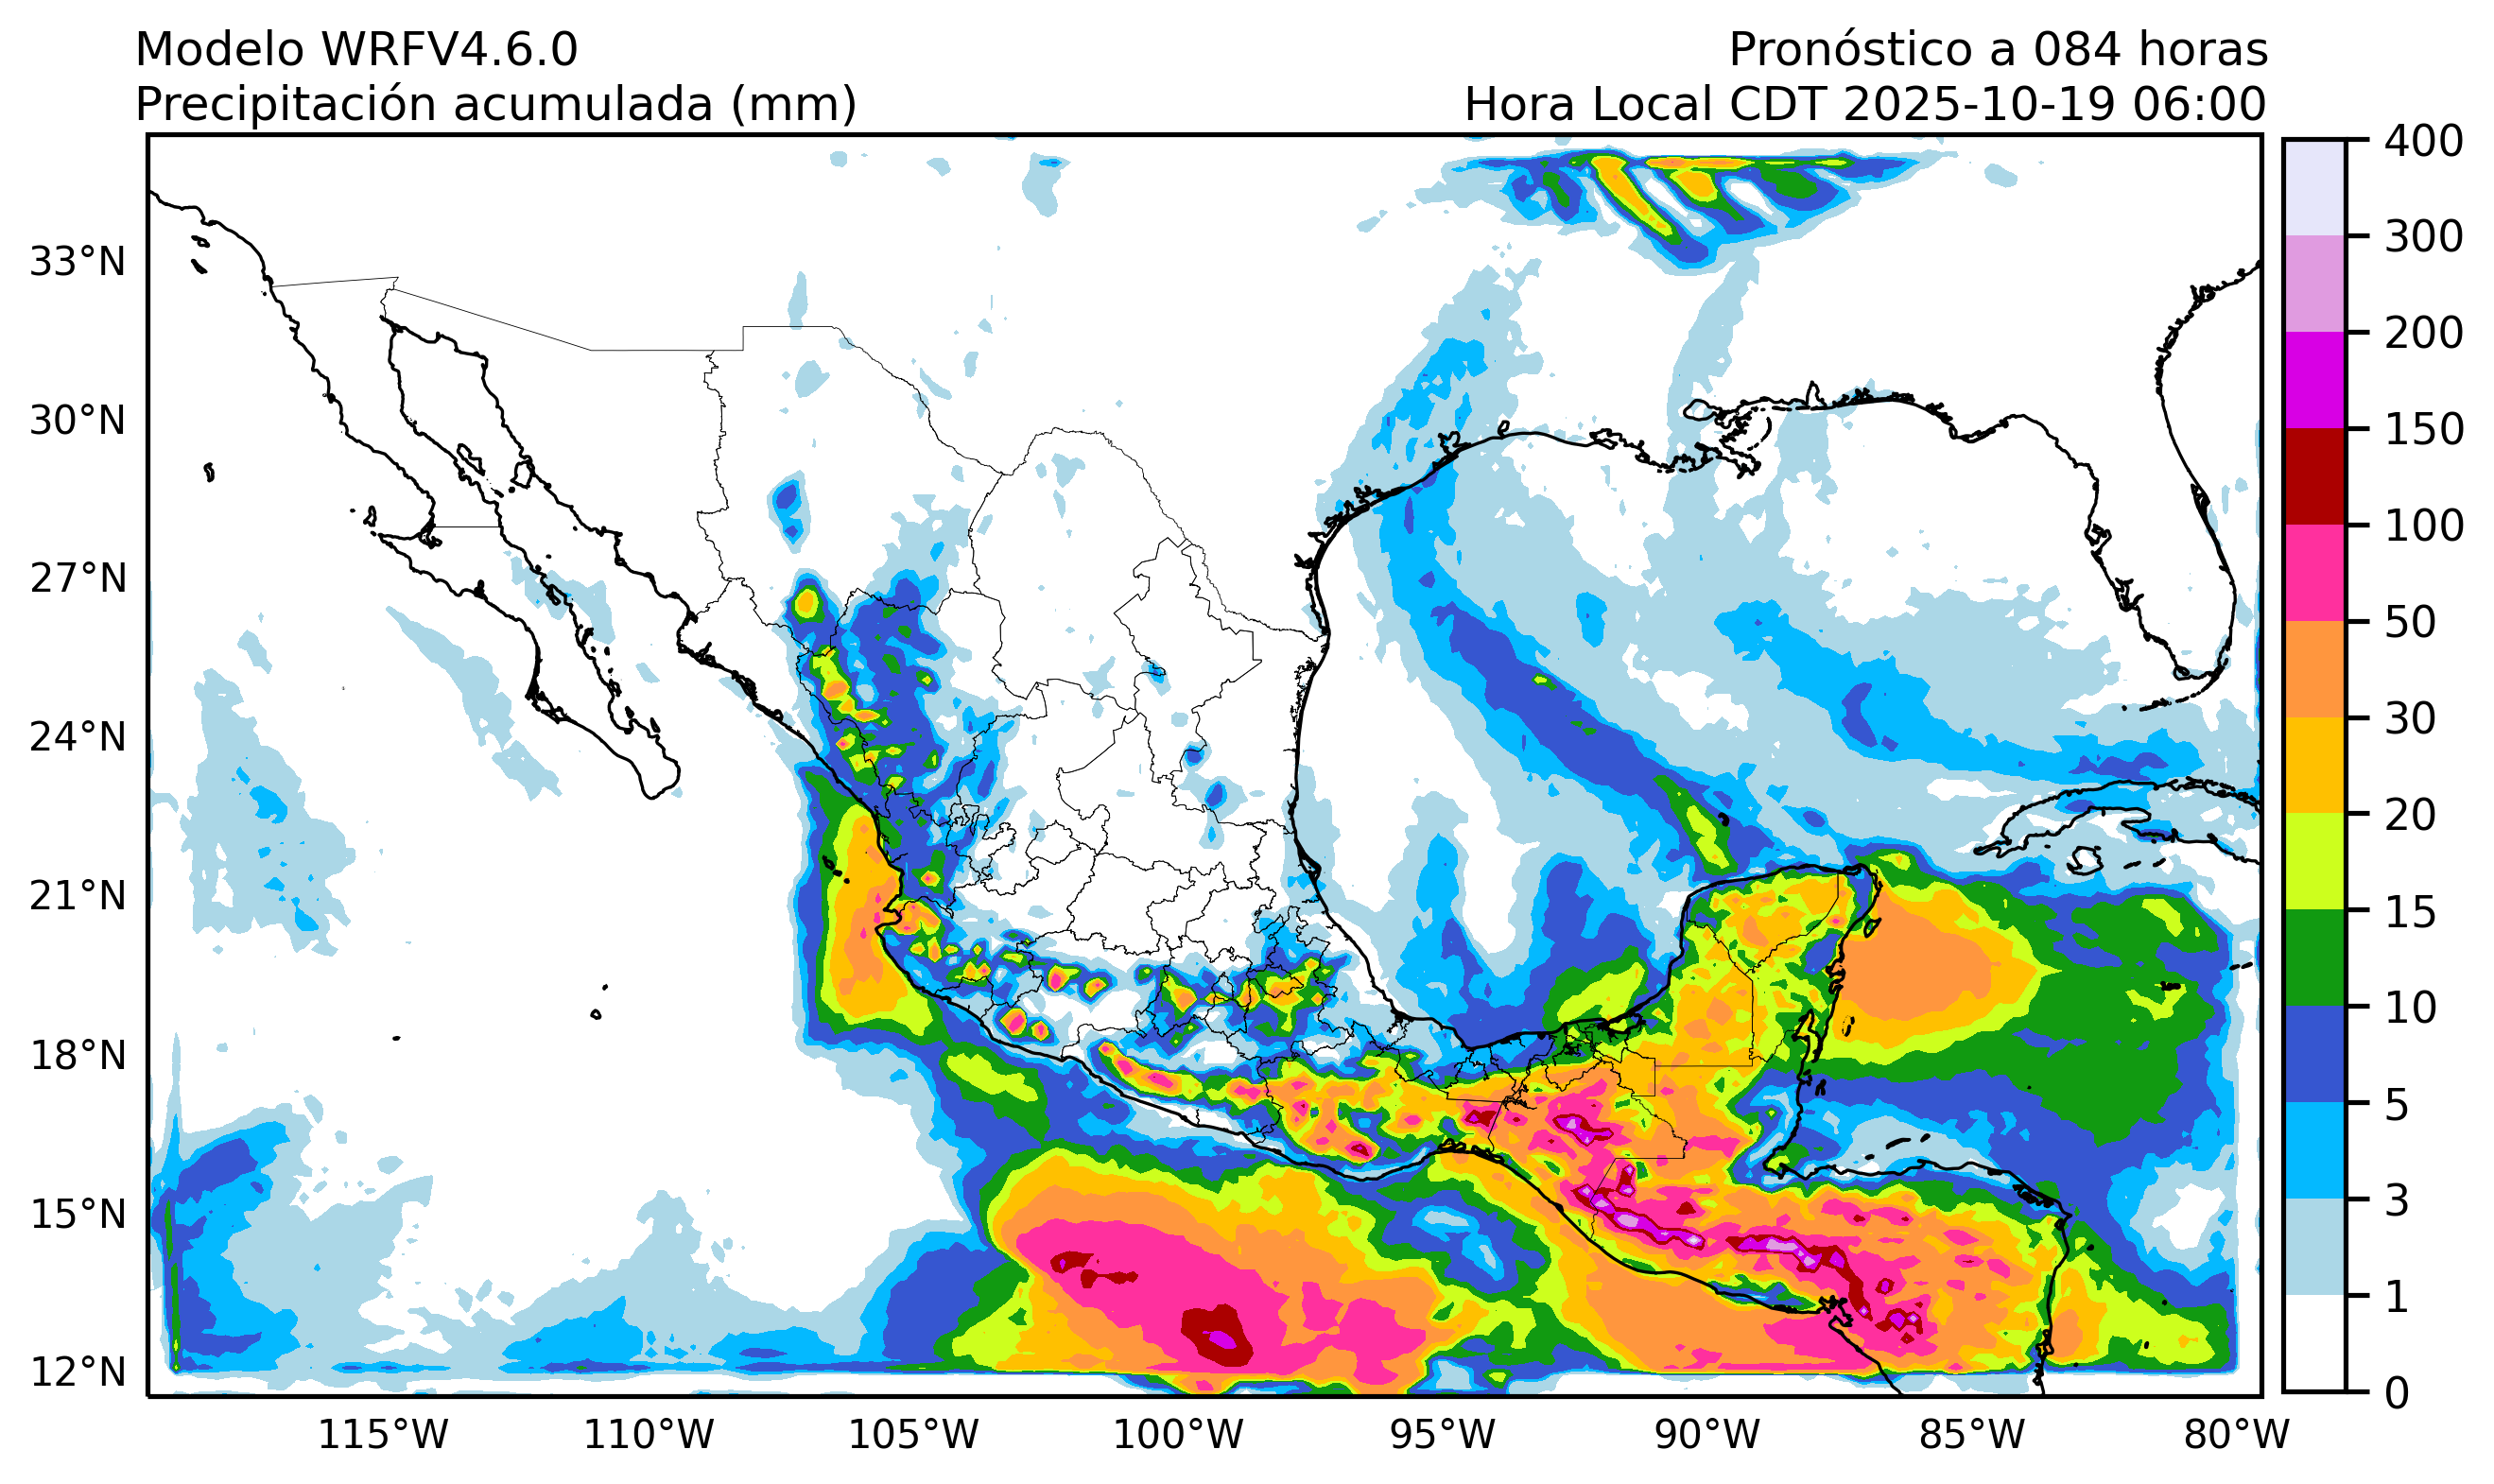 Modelo WRFV4.6.0
Pronóstico a 084 horas
Precipitación acumulada (mm)
Hora Local CDT 2025-10-19 06:00
33°N
30°N
27°N
24°N
21°N
18°N
15°N
12°N
115°W
110°W
105°W
100°W
95°W
90°W
85°W
80°W
400
300
200
150
100
50
30
20
15
10
5
3
1
0